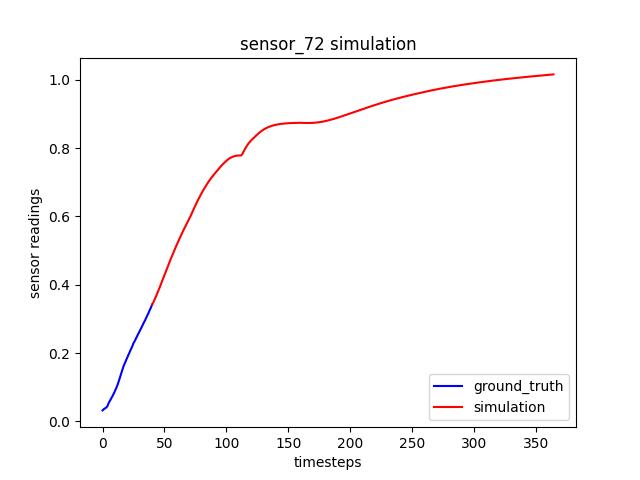 sensor_72 simulation
sensor readings
1.0
0.8
0.6
0.4
0.2
0.0
0 50 100 150 200 250 300 350
timesteps
ground_truth
simulation